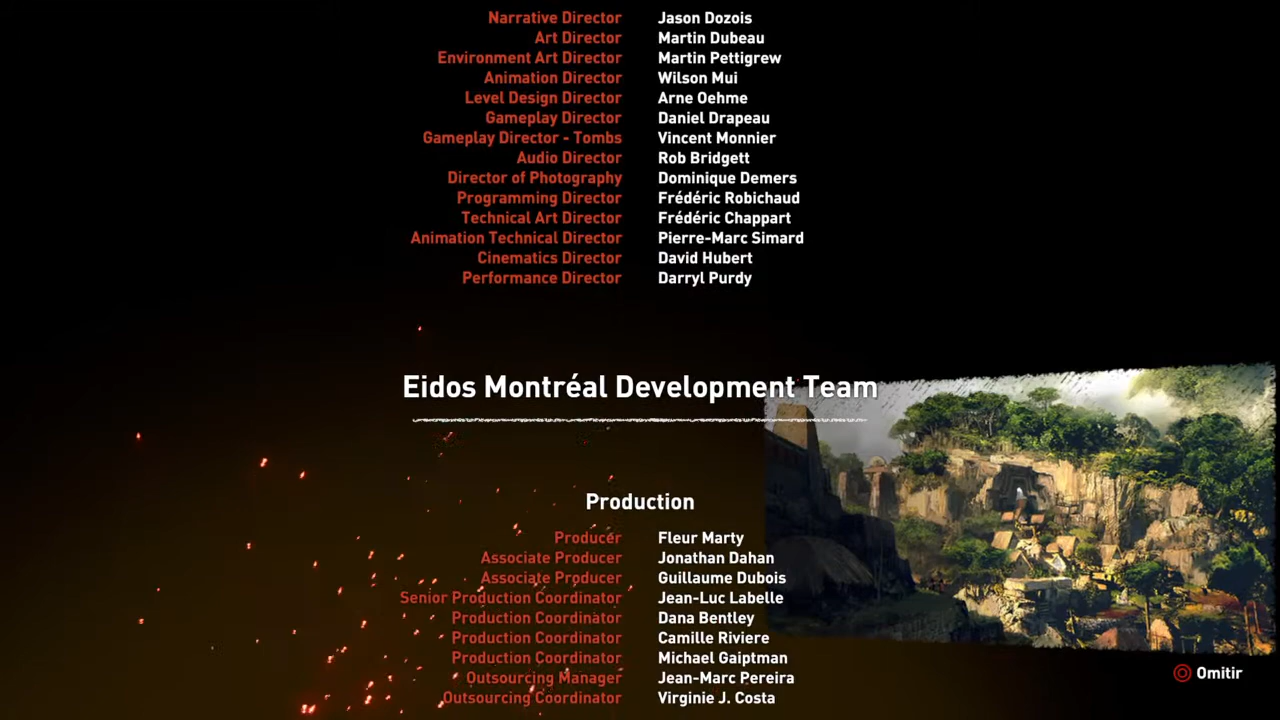 Narrative Director Jason Dozois
Art Director Martin Dubeau
Environment Art Director Martin Pettigrew
Animation Director Wilson Mui
Level Design Director Arne Oehme
Gameplay Director Daniel Drapeau
Gameplay Director - Tombs Vincent Monnier
Audio Director Rob Bridgett
Director of Photography Dominique Demers
Programming Director Frédéric Robichaud
Technical Art Director Frédéric Chappart
Animation Technical Director Pierre-Marc Simard
Cinematics Director David Hubert
Performance Director Darryl Purdy
Eidos Montréal Development Team
Production
Producer Fleur Marty
Associate Producer Jonathan Dahan
Associate Producer Guillaume Dubois
Senior Production Coordinator Jean-Luc Labelle
Production Coordinator Dana Bentley
Production Coordinator Camille Riviere
Production Coordinator Michael Gaiptman
Outsourcing Manager Jean-Marc Pereira
Outsourcing Coordinator Virginie J. Costa
Omitir